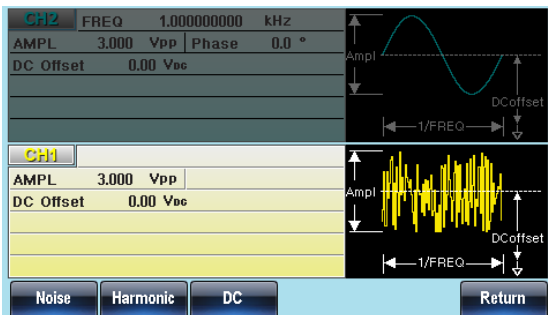 CH2 FREQ 1.000000000 kHz
AMPL 3.000 Vpp Phase 0.0 °
DC Offset 0.00 VDC
Ampl
DCoffset
1/FREQ
CH1
AMPL 3.000 Vpp
DC Offset 0.00 VDC
Ampl
DCoffset
1/FREQ
Noise Harmonic DC Return